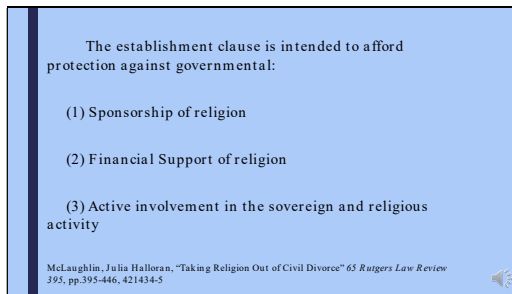 The establishment clause is intended to afford
protection against governmental:
(1) Sponsorship of religion
(2) Financial Support of religion
(3) Active involvement in the sovereign and religious
activity
McLaughlin, Julia Halloran, “Taking Religion Out of Civil Divorce” 65 Rutgers Law Review
395, pp.395-446, 421434-5